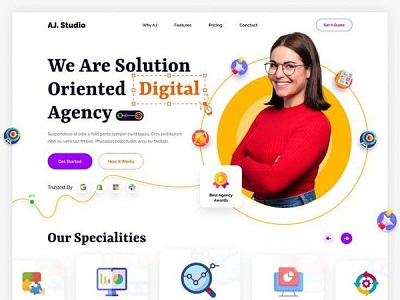 AJ. Studio
Why AJ
Features
Pricing
Conctact
Get A Quote
We Are Solution
Oriented Digital
Agency
Suspendisse id odio a felis porta semper eu id ligula. Cras vestibulum
nibh eu vehicula finibus. Phasellus sollicitudin, arcu eu facilisis.
Get Started
How It Works
Trusted By
Best Agency
Awards
Our Specialities